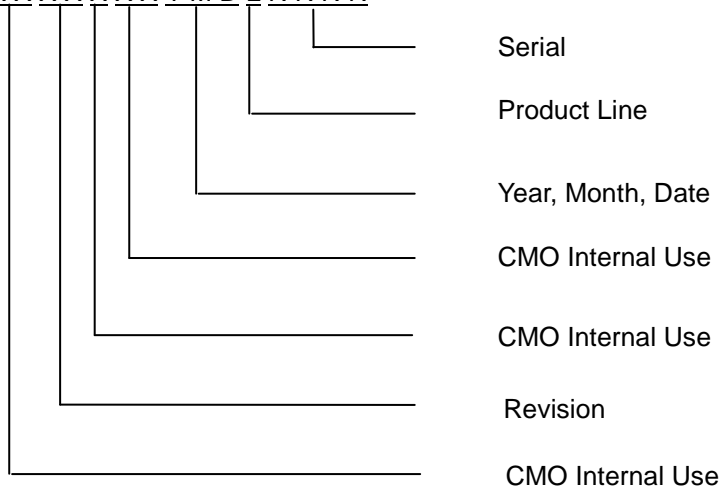 Serial
Product Line
Year, Month, Date
CMO Internal Use
CMO Internal Use
Revision
CMO Internal Use